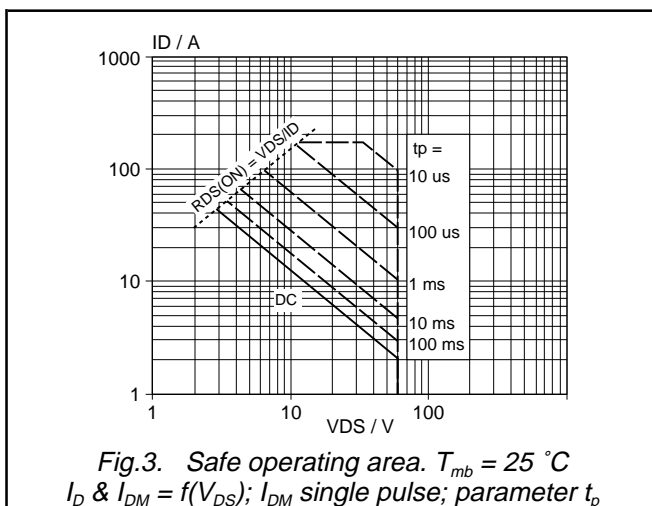 ID / A
1000
100
10
1
RDS(ON) = VDS/ID
tp =
10 us
100 us
1 ms
10 ms
100 ms
DC
1
10
100
VDS / V
Fig.3. Safe operating area. Tmb = 25 ˚C
ID & IDM = f(VDS); IDM single pulse; parameter tp